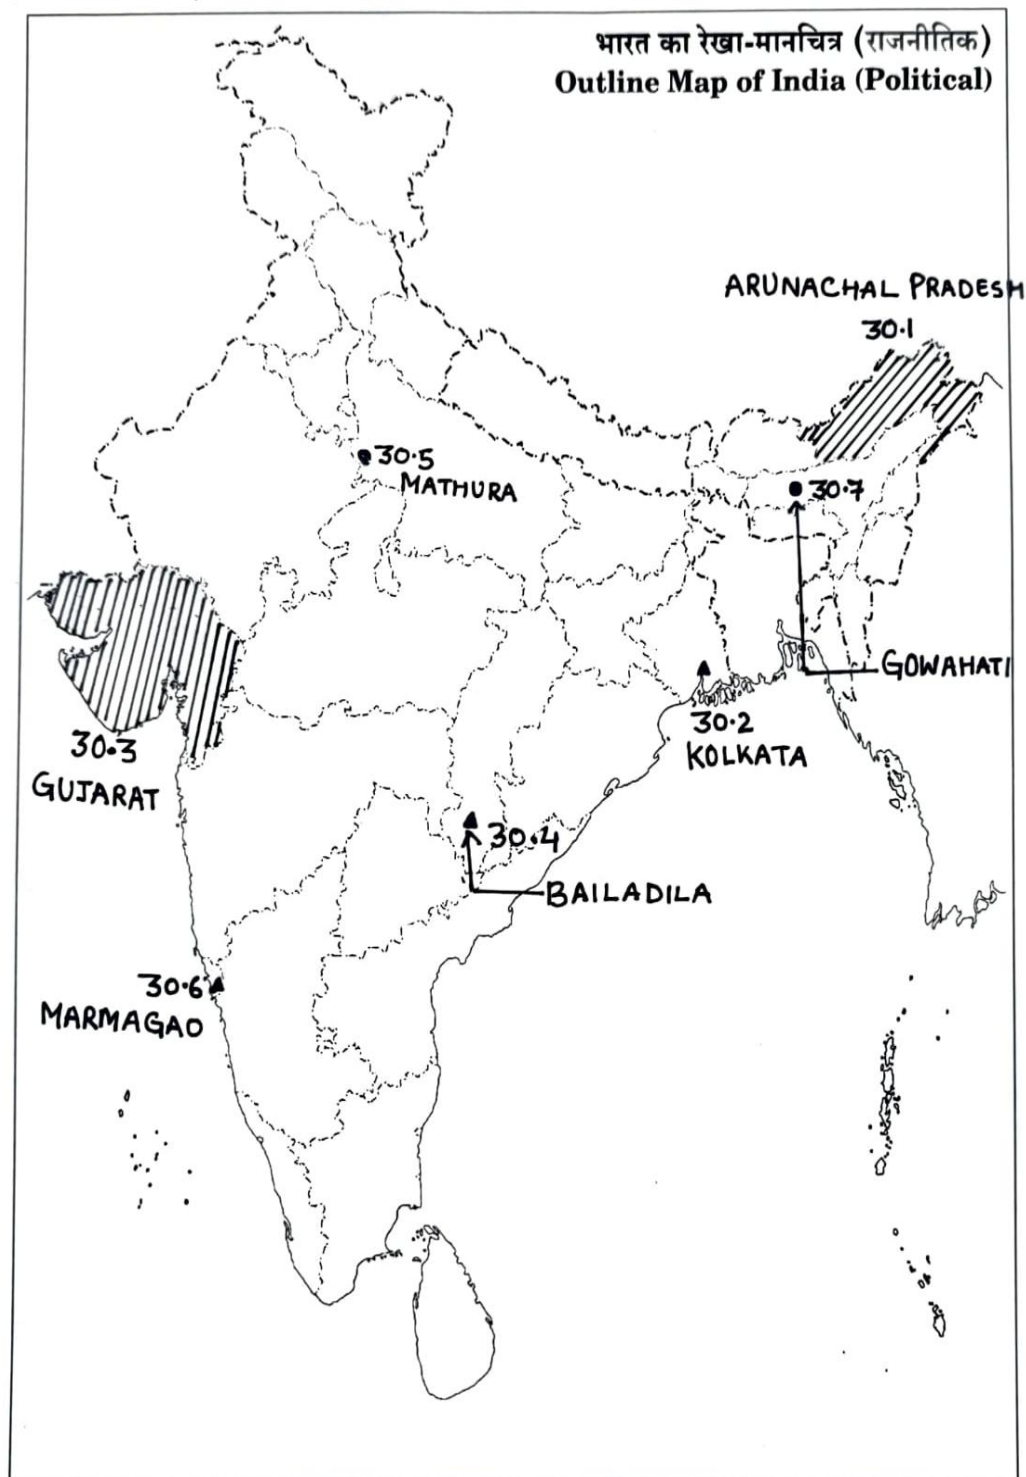 भारत का रेखा-मानचित्र (राजनीतिक)
Outline Map of India (Political)
ARUNACHAL PRADESH
30.1
30.5
MATHURA
30.7
GOWAHATI
30.2
KOLKATA
30.3
GUJARAT
30.4
BAILADILA
30.6
MARMAGAO